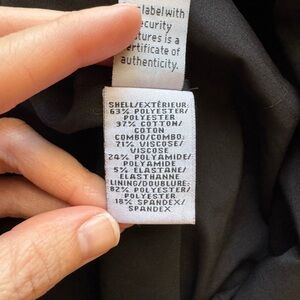 label with
security
features is a
certificate of
authenticity.
SHELL/EXTÉRIEUR:
63% POLYESTER/
POLYESTER
37% COTTON/
COTON
COMBO/COMBO:
71% VISCOSE/
VISCOSE
24% POLYAMIDE/
POLYAMIDE
5% ELASTANE/
ELASTHANNE
LINING/DOUBLURE:
82% POLYESTER/
POLYESTER
18% SPANDEX/
SPANDEX